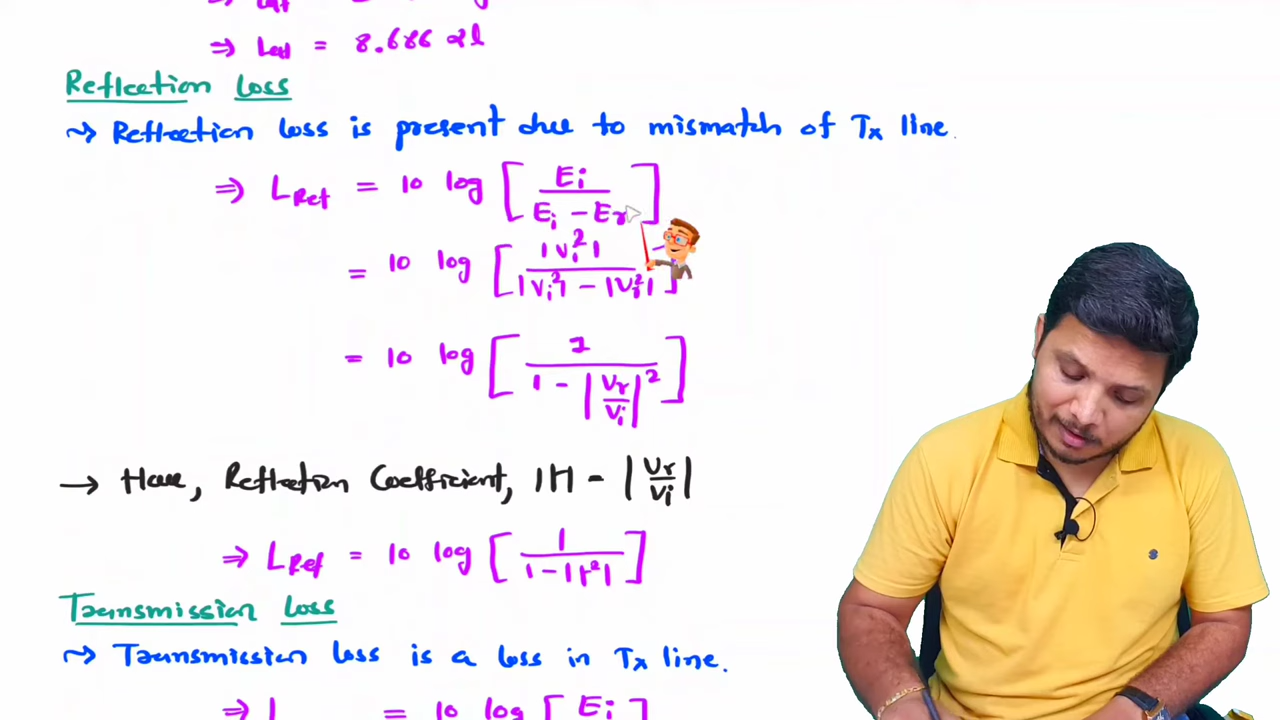 ⇒ Latt = 8.686 αl
Reflection Loss
→ Reflection loss is present due to mismatch of Tx line.
⇒ LRef = 10 log [ Ei / (Ei − Er) ]
= 10 log [ |Vi²| / (|Vi²| − |Vi²|) ]
= 10 log [ 1 / (1 − |Vr/Vi|²) ]
→ Here, Reflection Coefficient, |Γ| = |Vr/Vi|
⇒ LRef = 10 log [ 1 / (1 − |Γ²|) ]
Transmission Loss
→ Transmission loss is a loss in Tx line.
⇒ L = 10 log [ Ei ]